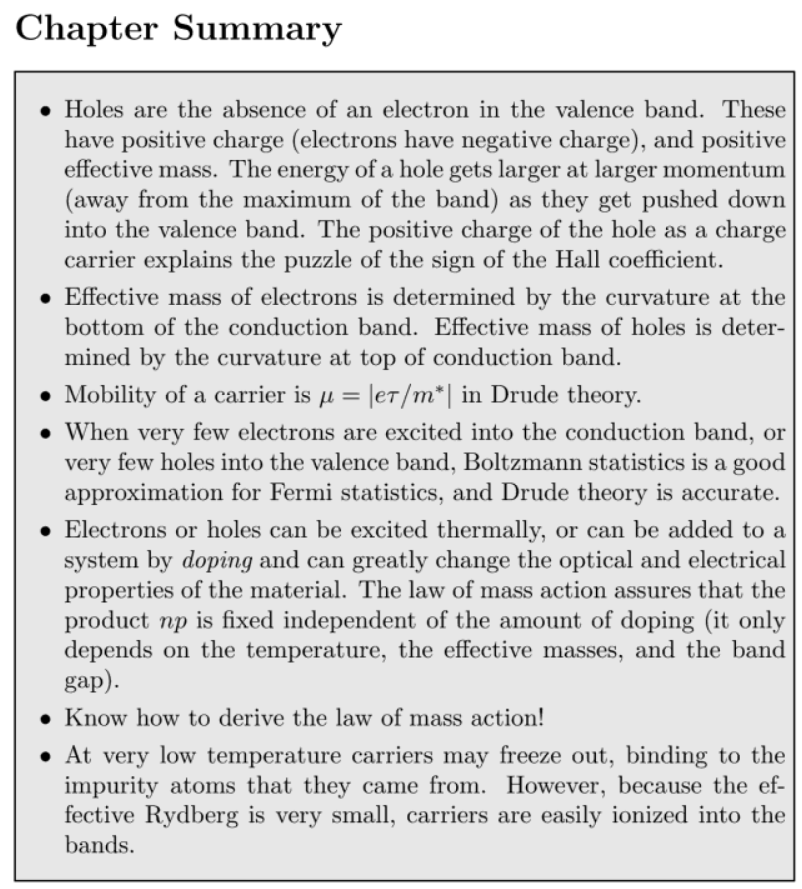 Chapter Summary
• Holes are the absence of an electron in the valence band. These
have positive charge (electrons have negative charge), and positive
effective mass. The energy of a hole gets larger at larger momentum
(away from the maximum of the band) as they get pushed down
into the valence band. The positive charge of the hole as a charge
carrier explains the puzzle of the sign of the Hall coefficient.
• Effective mass of electrons is determined by the curvature at the
bottom of the conduction band. Effective mass of holes is deter-
mined by the curvature at top of conduction band.
• Mobility of a carrier is μ = |eτ/m*| in Drude theory.
• When very few electrons are excited into the conduction band, or
very few holes into the valence band, Boltzmann statistics is a good
approximation for Fermi statistics, and Drude theory is accurate.
• Electrons or holes can be excited thermally, or can be added to a
system by doping and can greatly change the optical and electrical
properties of the material. The law of mass action assures that the
product np is fixed independent of the amount of doping (it only
depends on the temperature, the effective masses, and the band
gap).
• Know how to derive the law of mass action!
• At very low temperature carriers may freeze out, binding to the
impurity atoms that they came from. However, because the ef-
fective Rydberg is very small, carriers are easily ionized into the
bands.